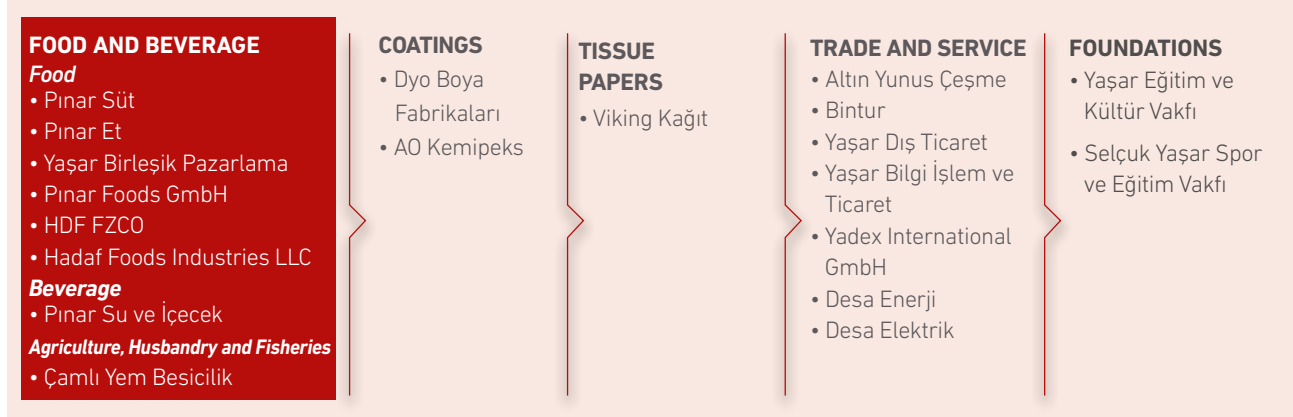 FOOD AND BEVERAGE
Food
• Pınar Süt
• Pınar Et
• Yaşar Birleşik Pazarlama
• Pınar Foods GmbH
• HDF FZCO
• Hadaf Foods Industries LLC
Beverage
• Pınar Su ve İçecek
Agriculture, Husbandry and Fisheries
• Çamlı Yem Besicilik
COATINGS
• Dyo Boya
Fabrikaları
• AO Kemipeks
TISSUE
PAPERS
• Viking Kağıt
TRADE AND SERVICE
• Altın Yunus Çeşme
• Bintur
• Yaşar Dış Ticaret
• Yaşar Bilgi İşlem ve
Ticaret
• Yadex International
GmbH
• Desa Enerji
• Desa Elektrik
FOUNDATIONS
• Yaşar Eğitim ve
Kültür Vakfı
• Selçuk Yaşar Spor
ve Eğitim Vakfı